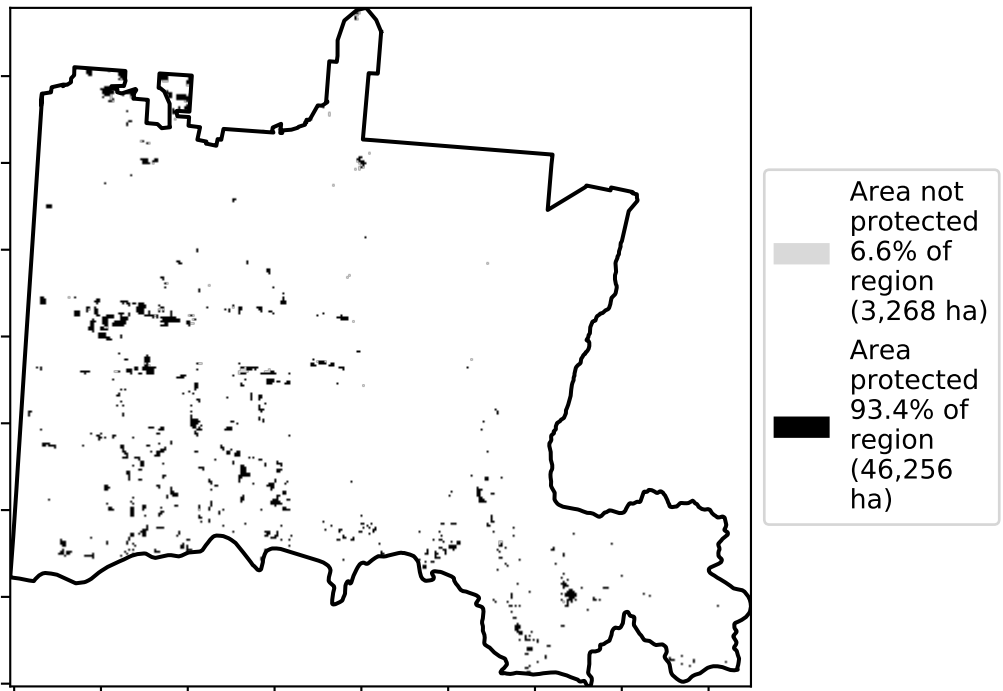 Area not
protected
6.6% of
region
(3,268 ha)
Area
protected
93.4% of
region
(46,256
ha)